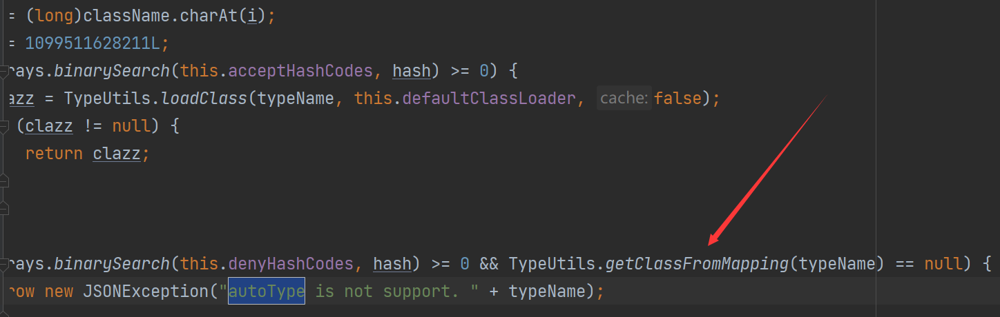 = (long)className.charAt(i);
= 1099511628211L;
rays.binarySearch(this.acceptHashCodes, hash) >= 0) {
azz = TypeUtils.loadClass(typeName, this.defaultClassLoader, cache: false);
(clazz != null) {
return clazz;
rays.binarySearch(this.denyHashCodes, hash) >= 0 && TypeUtils.getClassFromMapping(typeName) == null) {
row new JSONException("autoType is not support. " + typeName);